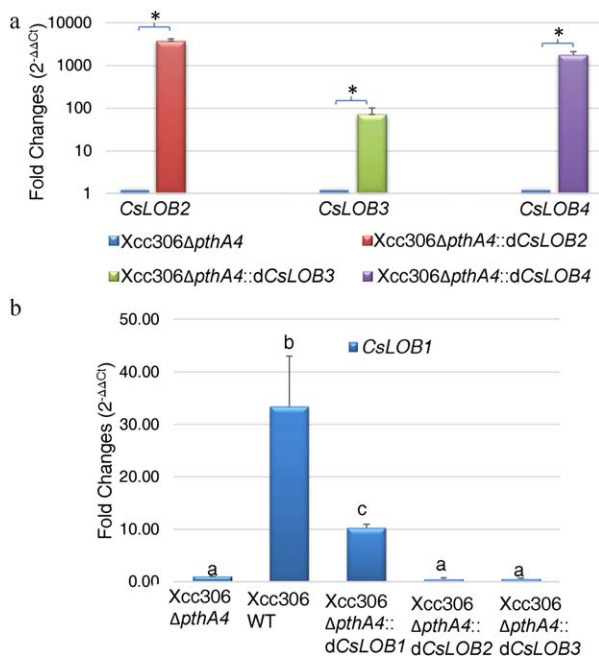 a
Fold Changes (2-ΔΔCt)
10000
1000
100
10
1
*
*
*
CsLOB2 CsLOB3 CsLOB4
Xcc306ΔpthA4 Xcc306ΔpthA4::dCsLOB2
Xcc306ΔpthA4::dCsLOB3 Xcc306ΔpthA4::dCsLOB4
b
Fold Changes (2-ΔΔCt)
50.00
40.00
30.00
20.00
10.00
0.00
CsLOB1
a
b
c
a
a
Xcc306
ΔpthA4
Xcc306
WT
Xcc306
ΔpthA4::
dCsLOB1
Xcc306
ΔpthA4::
dCsLOB2
Xcc306
ΔpthA4::
dCsLOB3